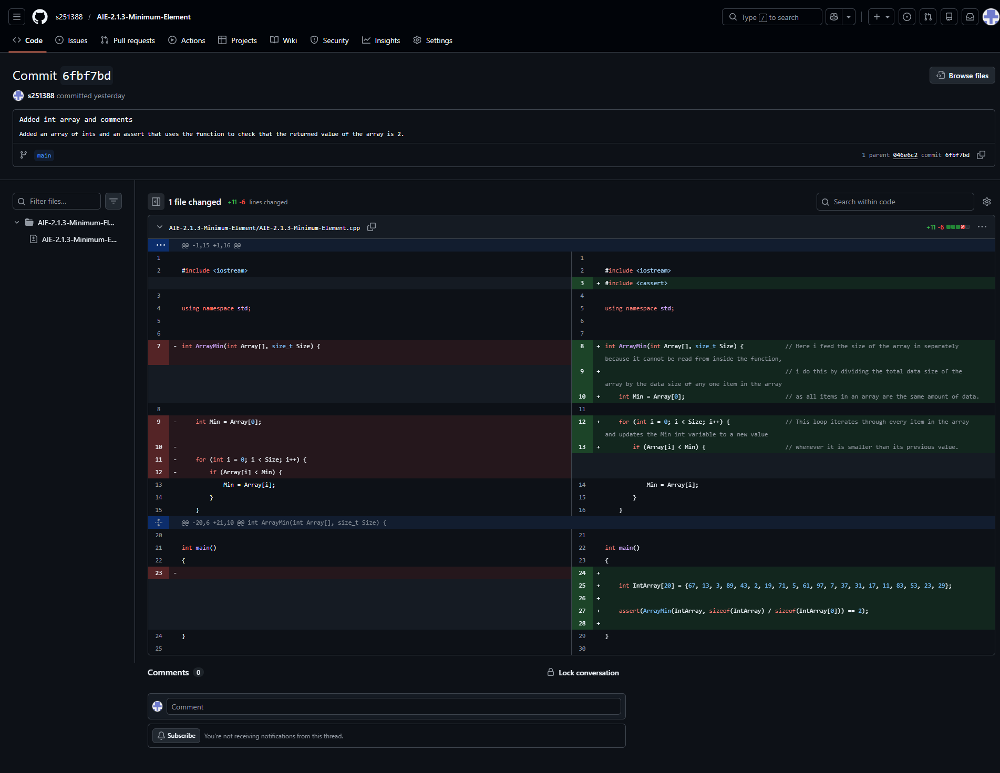 s251388 / AIE-2.1.3-Minimum-Element
Type / to search
Code Issues Pull requests Actions Projects Wiki Security Insights Settings
Commit 6fbf7bd
Browse files
s251388 committed yesterday
Added int array and comments
Added an array of ints and an assert that uses the function to check that the returned value of the array is 2.
main
1 parent 046e6c2 commit 6fbf7bd
Filter files...
AIE-2.1.3-Minimum-El...
AIE-2.1.3-Minimum-E...
1 file changed +11 -6 lines changed
Search within code
AIE-2.1.3-Minimum-Element/AIE-2.1.3-Minimum-Element.cpp
+11 -6
@@ -1,15 +1,16 @@
1 1
2 #include <iostream> 2 #include <iostream>
3 + #include <cassert>
3 4
4 using namespace std; 5 using namespace std;
5 6
6 7
7 - int ArrayMin(int Array[], size_t Size) { 8 + int ArrayMin(int Array[], size_t Size) { // Here i feed the size of the array in separately
because it cannot be read from inside the function,
9 + // i do this by dividing the total data size of the
array by the data size of any one item in the array
10 + int Min = Array[0]; // as all items in an array are the same amount of data.
8 11
9 - int Min = Array[0]; 12 + for (int i = 0; i < Size; i++) { // This loop iterates through every item in the array
and updates the Min int variable to a new value
10 - 13 + if (Array[i] < Min) { // whenever it is smaller than its previous value.
11 - for (int i = 0; i < Size; i++) {
12 - if (Array[i] < Min) {
13 Min = Array[i]; 14 Min = Array[i];
14 } 15 }
15 } 16 }
@@ -20,6 +21,10 @@ int ArrayMin(int Array[], size_t Size) {
20 21
21 int main() 22 int main()
22 { 23 {
23 - 24 +
25 + int IntArray[20] = {67, 13, 3, 89, 43, 2, 19, 71, 5, 61, 97, 7, 37, 31, 17, 11, 83, 53, 23, 29};
26 +
27 + assert(ArrayMin(IntArray, sizeof(IntArray) / sizeof(IntArray[0])) == 2);
28 +
24 } 29 }
25 30
Comments 0
Lock conversation
Comment
Subscribe You're not receiving notifications from this thread.